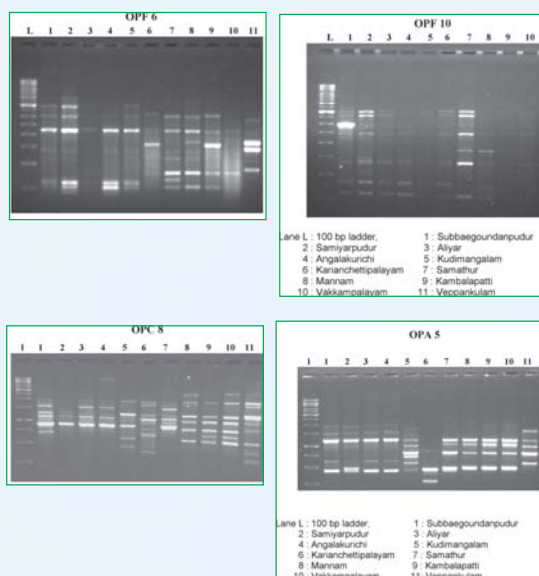 OPF 6
L 1 2 3 4 5 6 7 8 9 10 11
OPF 10
L 1 2 3 4 5 6 7 8 9 10
Lane L : 100 bp ladder, 1 : Subbaegoundanpudur
2 : Samiyarpudur 3 : Aliyar
4 : Angalakurichi 5 : Kudimangalam
6 : Karianchettipalayam 7 : Samathur
8 : Mannam 9 : Kambalapatti
10 : Vakkampalayam 11 : Veppankulam
OPC 8
1 1 2 3 4 5 6 7 8 9 10 11
OPA 5
1 1 2 3 4 5 6 7 8 9 10 11
Lane L : 100 bp ladder, 1 : Subbaegoundanpudur
2 : Samiyarpudur 3 : Aliyar
4 : Angalakurichi 5 : Kudimangalam
6 : Karianchettipalayam 7 : Samathur
8 : Mannam 9 : Kambalapatti
10 : Vakkampalayam 11 : Veppankulam